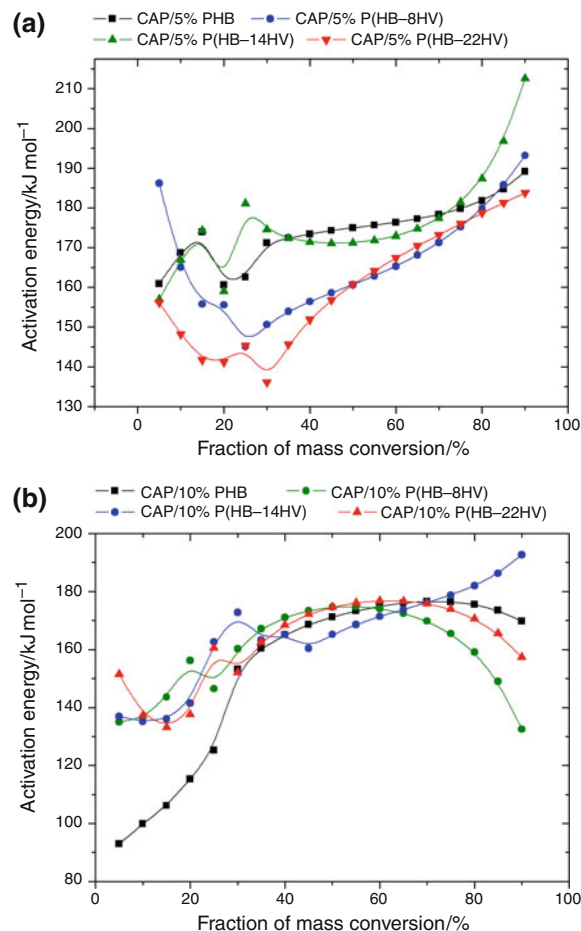 (a)
CAP/5% PHB
CAP/5% P(HB–8HV)
CAP/5% P(HB–14HV)
CAP/5% P(HB–22HV)
210
200
190
180
170
160
150
140
130
Activation energy/kJ mol⁻¹
0
20
40
60
80
100
Fraction of mass conversion/%
(b)
CAP/10% PHB
CAP/10% P(HB–8HV)
CAP/10% P(HB–14HV)
CAP/10% P(HB–22HV)
200
180
160
140
120
100
80
Activation energy/kJ mol⁻¹
0
20
40
60
80
100
Fraction of mass conversion/%